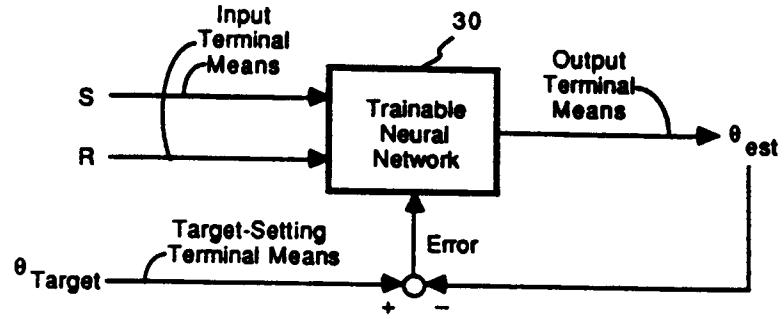 Input
Terminal
Means
30
Output
Terminal
Means
S
R
Trainable
Neural
Network
θ est
Target-Setting
Terminal Means
Error
θ Target
+ −